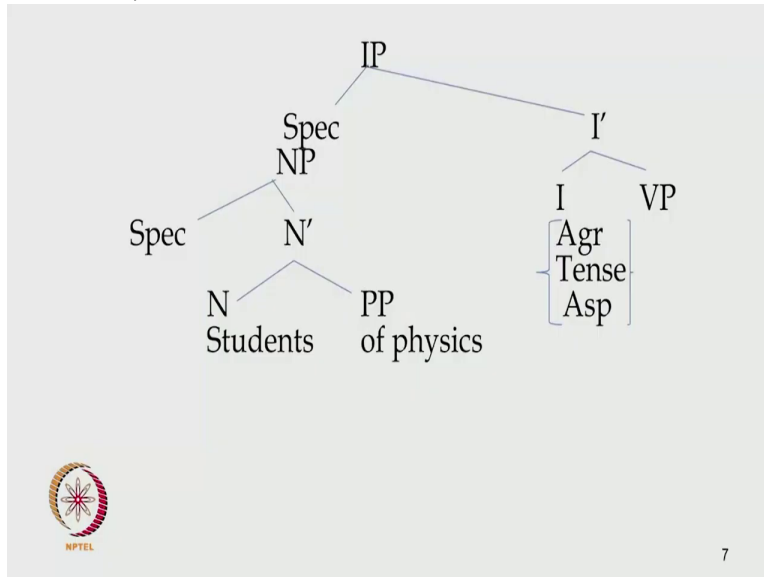 IP
Spec I′
NP
I VP
Spec N′ Agr
Tense
N PP Asp
Students of physics
NPTEL
7